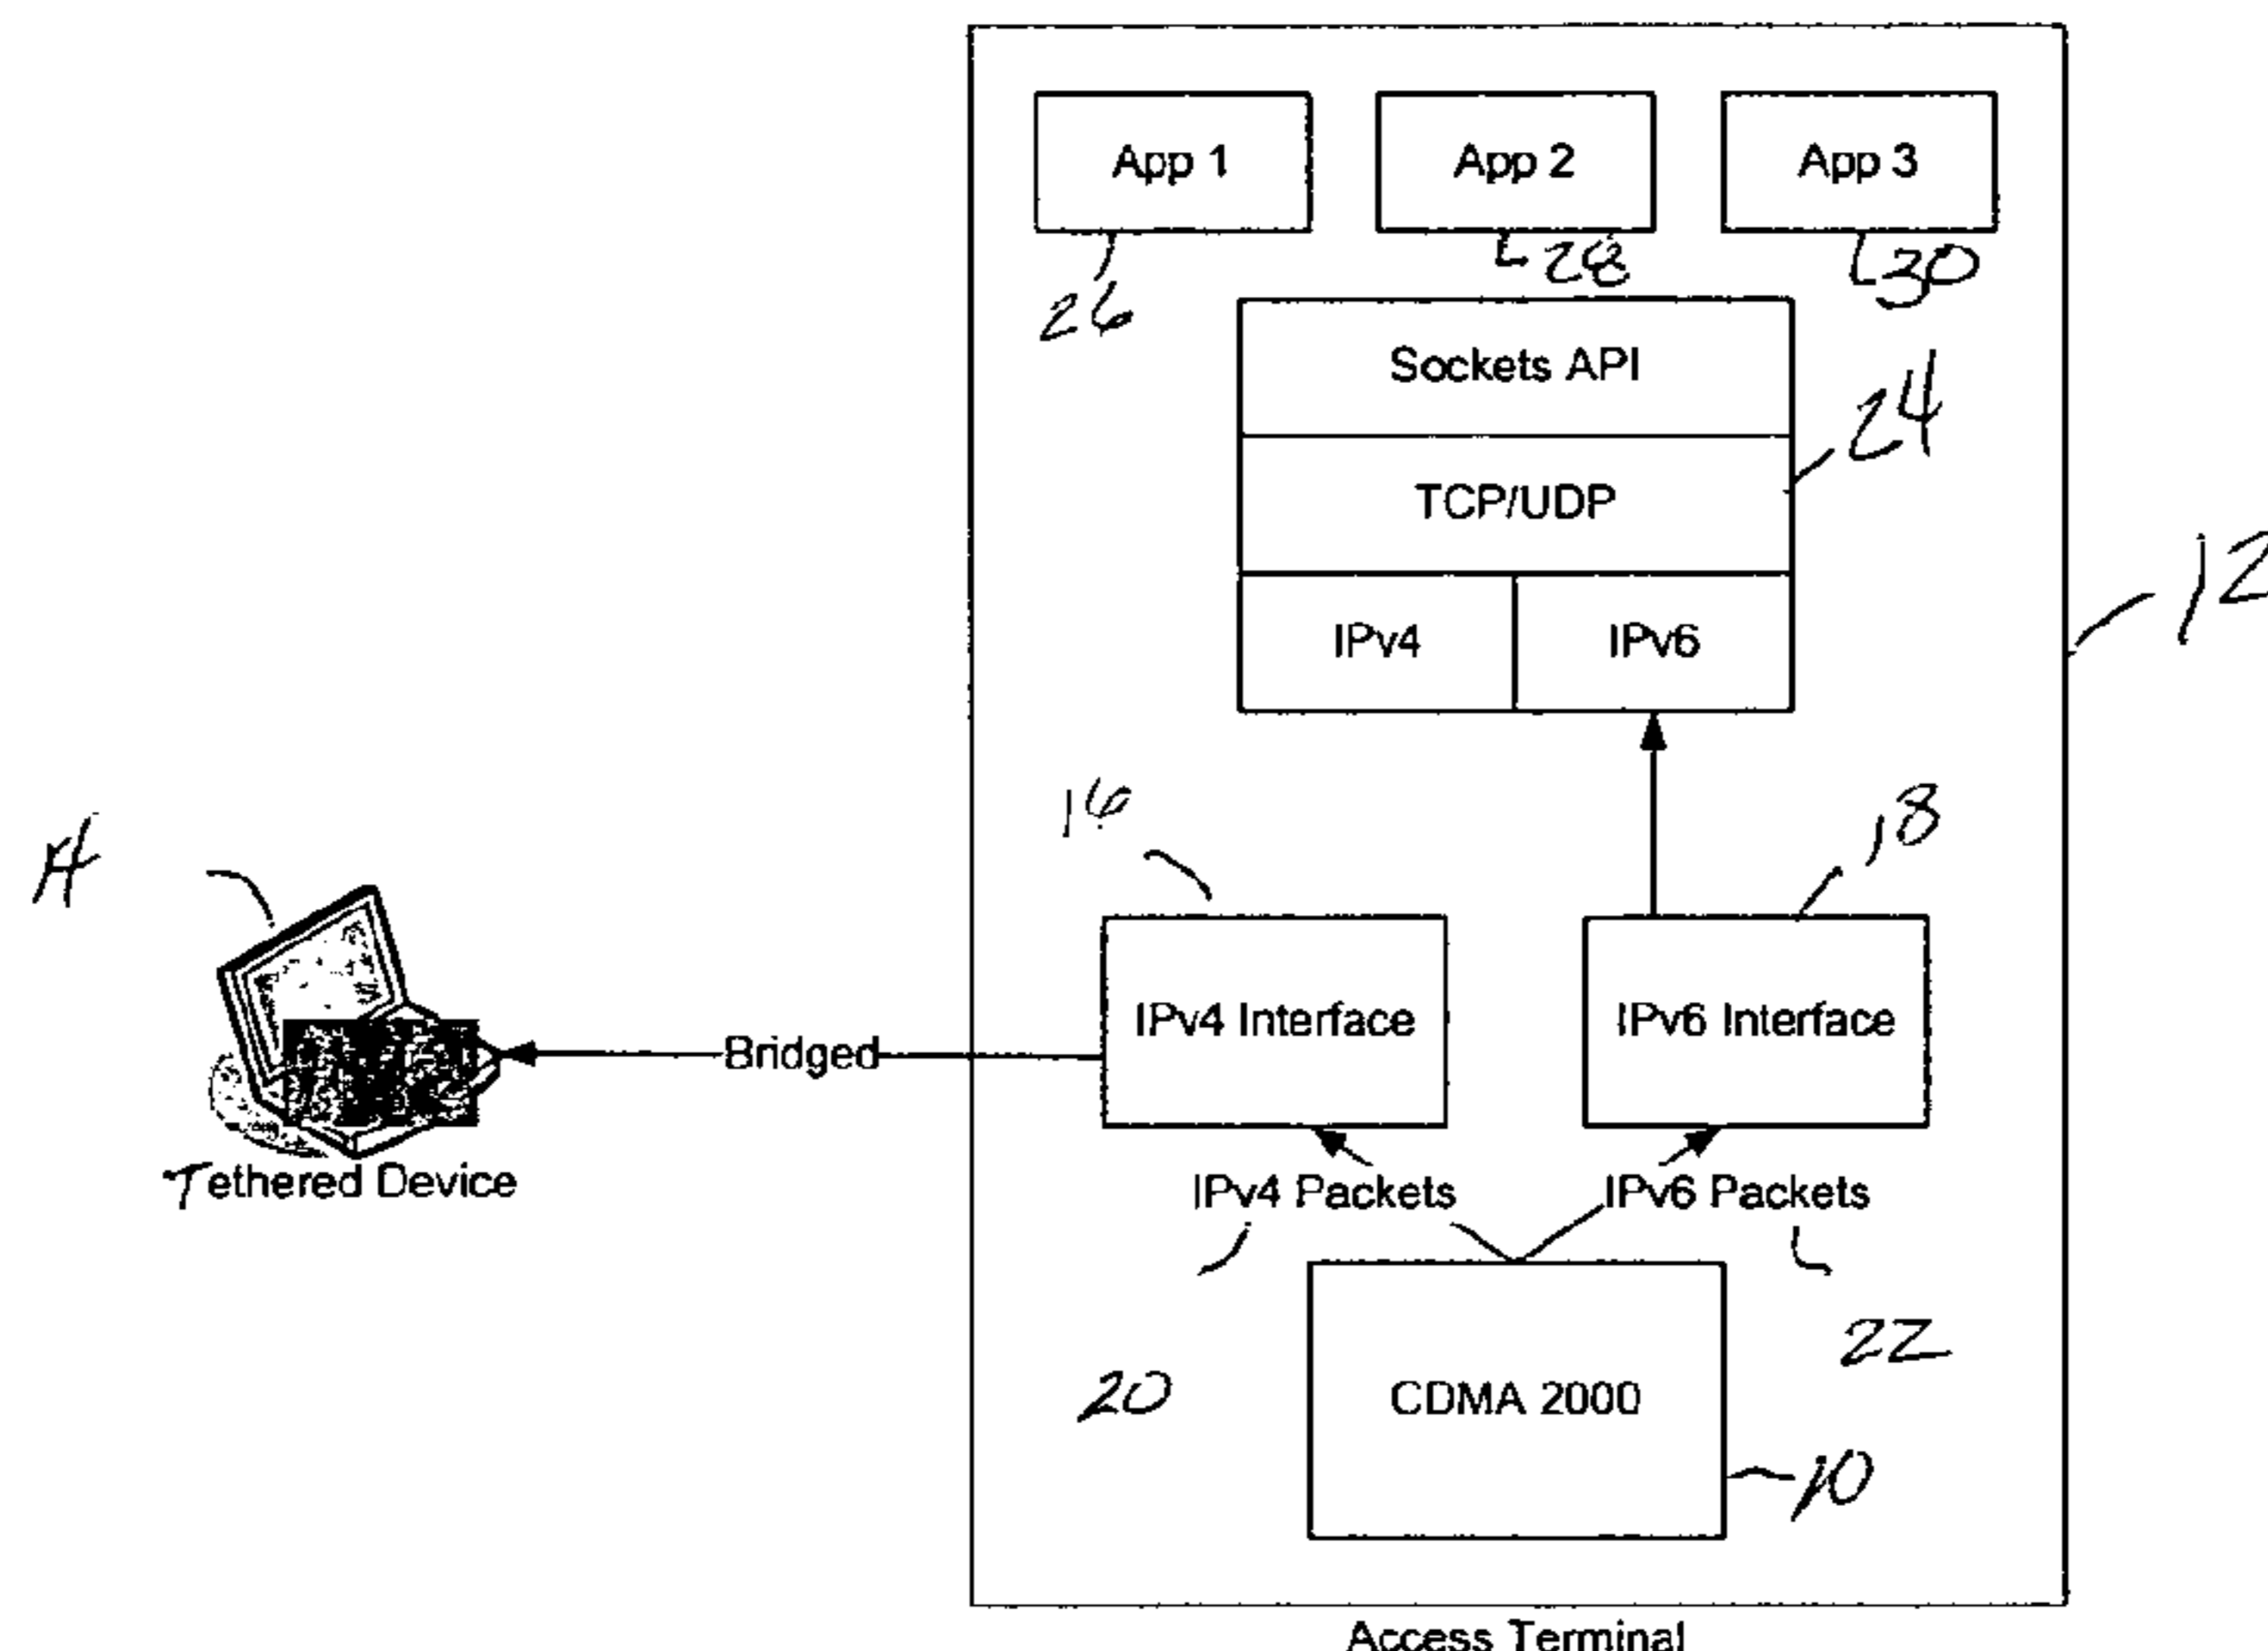 App 1 App 2 App 3
26 28 30
Sockets API
24
TCP/UDP
12
IPv4 IPv6
14 16 18
IPv4 Interface IPv6 Interface
Bridged
Tethered Device
IPv4 Packets IPv6 Packets
20 22
CDMA 2000
10
Access Terminal